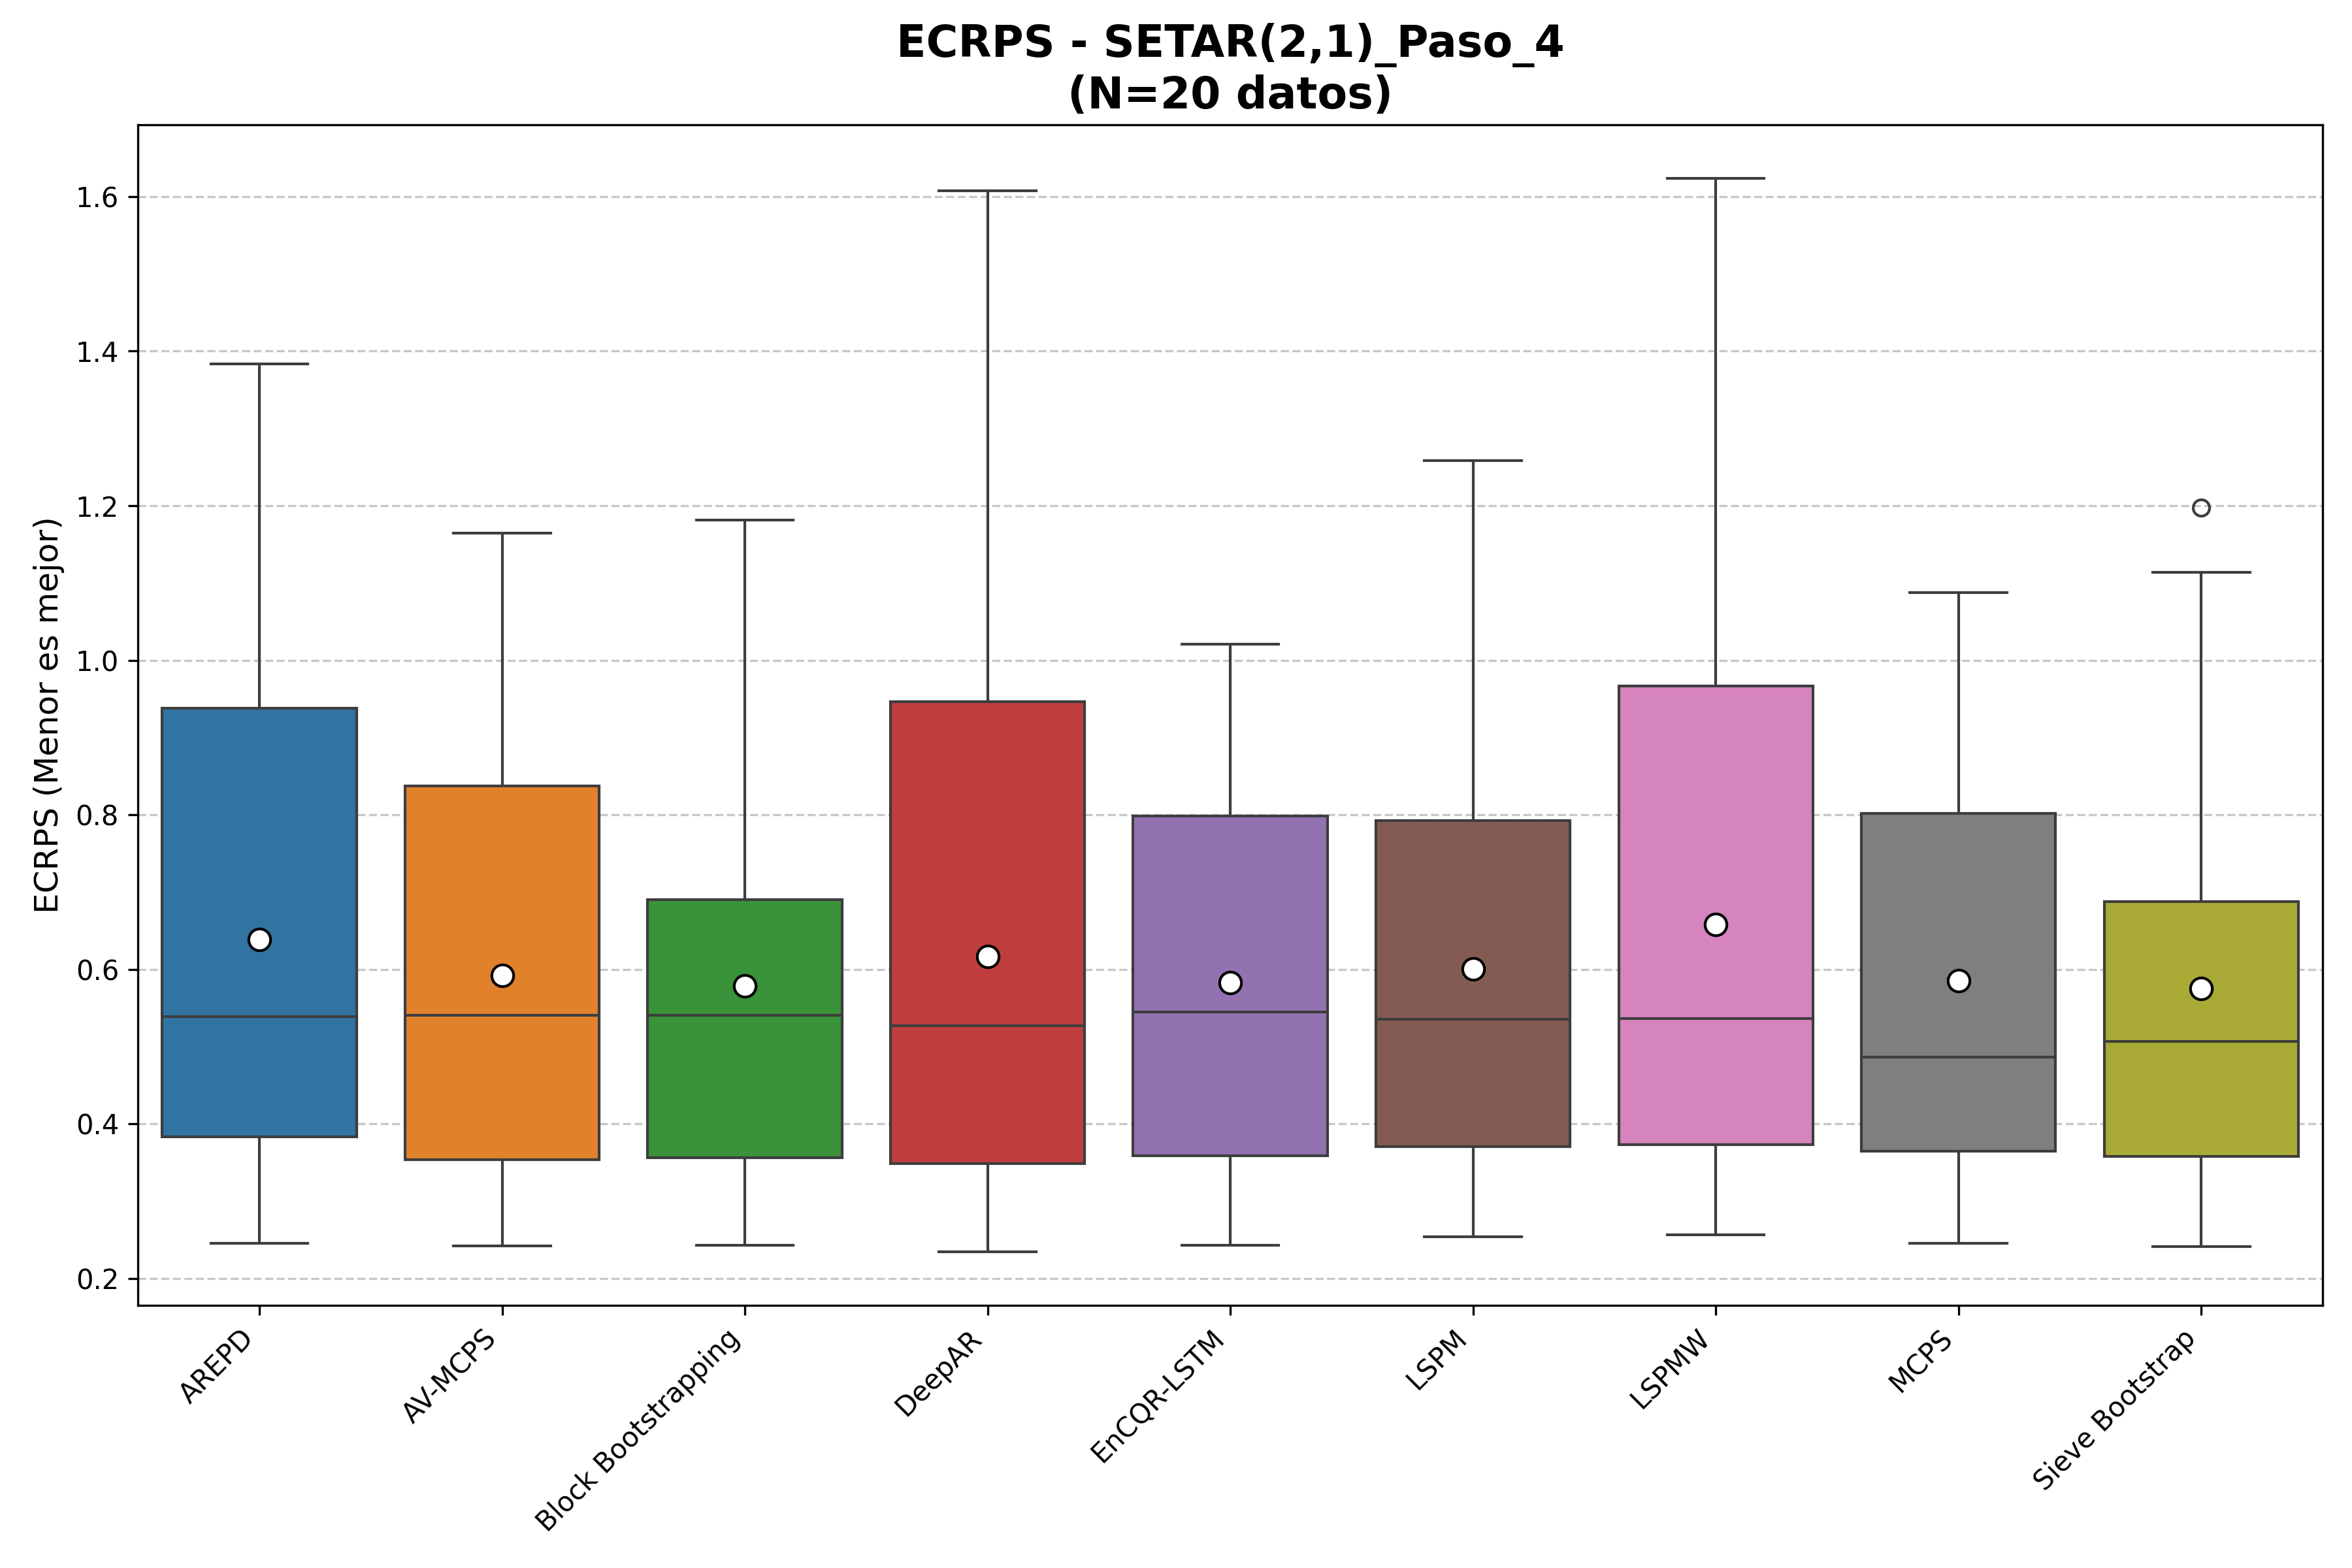 ECRPS - SETAR(2,1)_Paso_4
(N=20 datos)
ECRPS (Menor es mejor)
1.6
1.4
1.2
1.0
0.8
0.6
0.4
0.2
AREPD
AV-MCPS
Block Bootstrapping
DeepAR
EnCQR-LSTM
LSPM
LSPMW
MCPS
Sieve Bootstrap